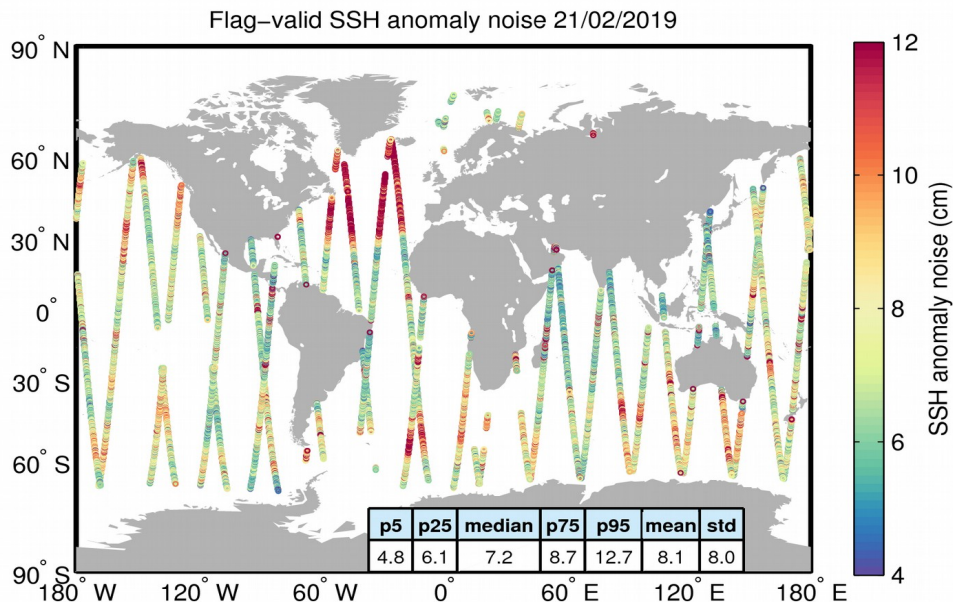 Flag−valid SSH anomaly noise 21/02/2019
90° N
60° N
30° N
0°
30° S
60° S
90° S
180° W
120° W
60° W
0°
60° E
120° E
180° E
p5 p25 median p75 p95 mean std
4.8 6.1 7.2 8.7 12.7 8.1 8.0
12
10
8
6
4
SSH anomaly noise (cm)